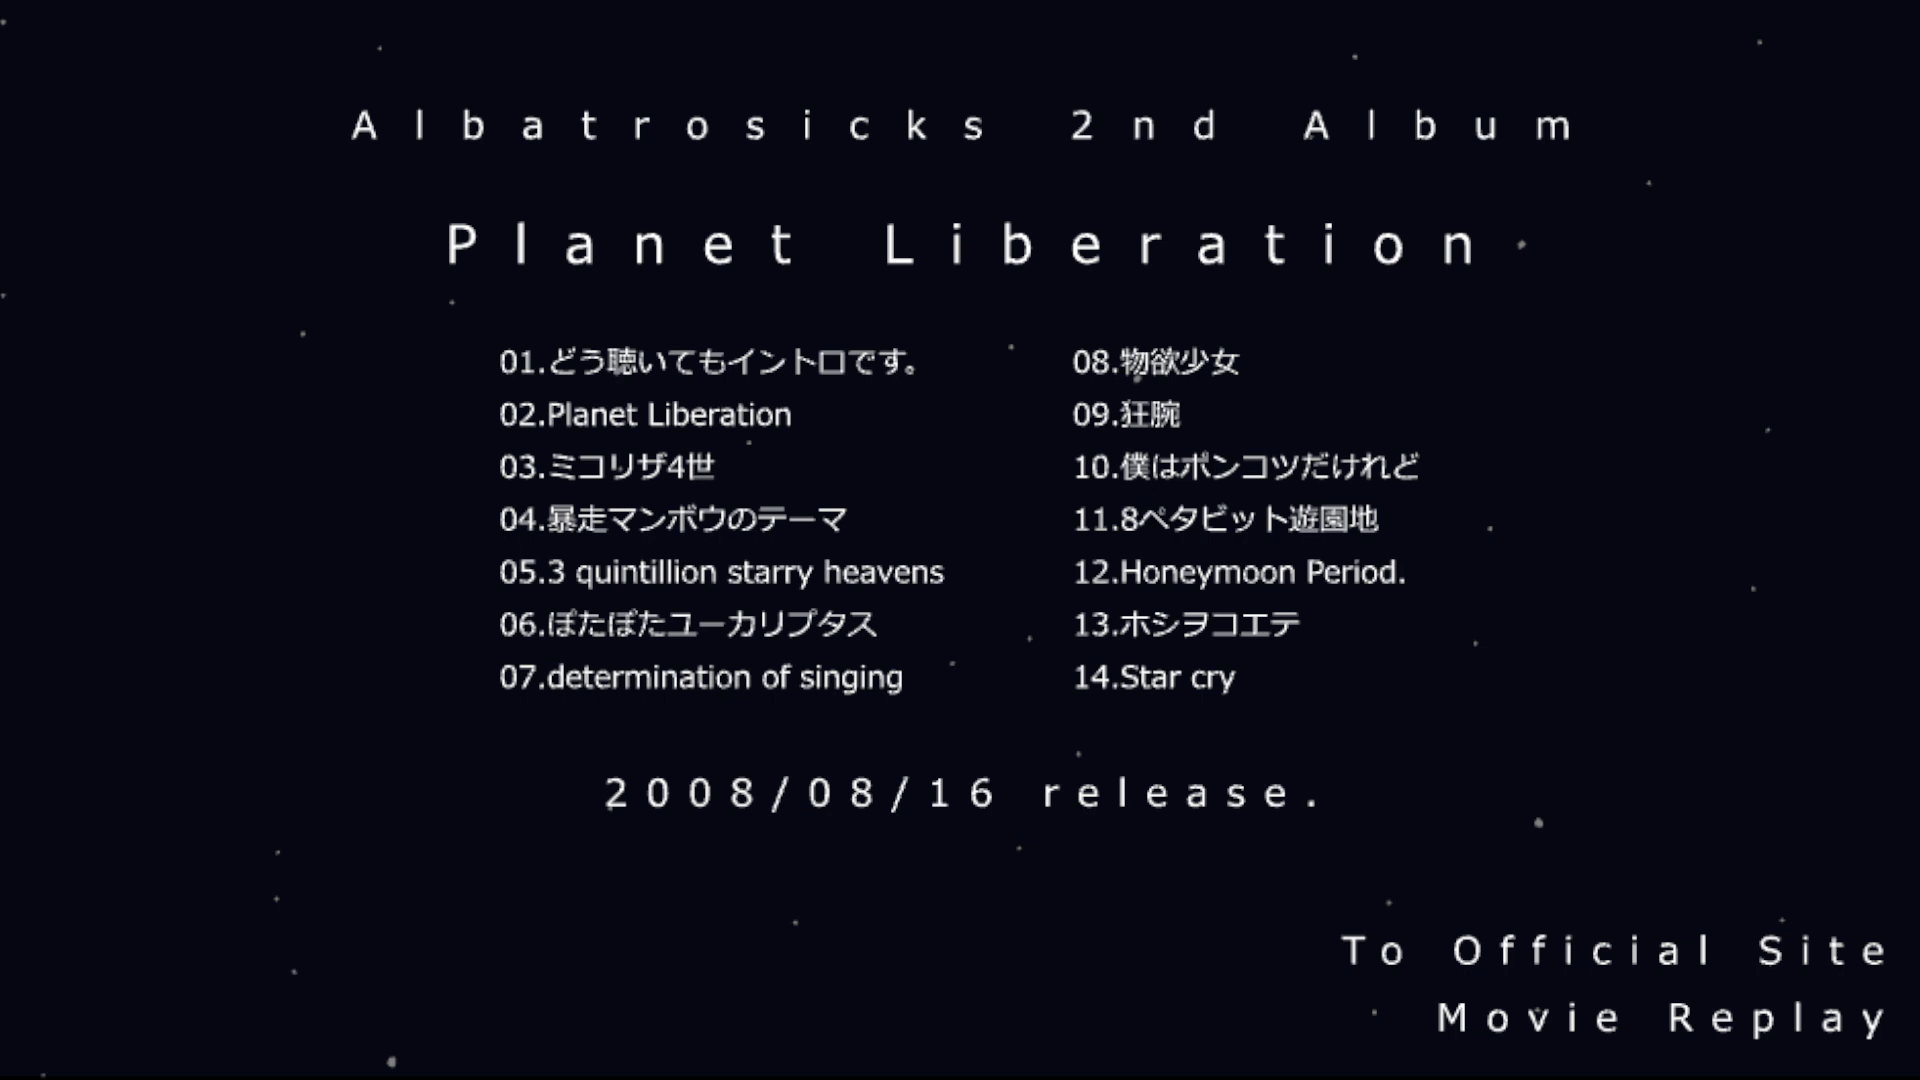 Albatrosicks 2nd Album
Planet Liberation
01.どう聴いてもイントロです。
02.Planet Liberation
03.ミコリザ4世
04.暴走マンボウのテーマ
05.3 quintillion starry heavens
06.ぽたぽたユーカリプタス
07.determination of singing
08.物欲少女
09.狂腕
10.僕はポンコツだけれど
11.8ペタビット遊園地
12.Honeymoon Period.
13.ホシヲコエテ
14.Star cry
2008/08/16 release.
To Official Site
Movie Replay